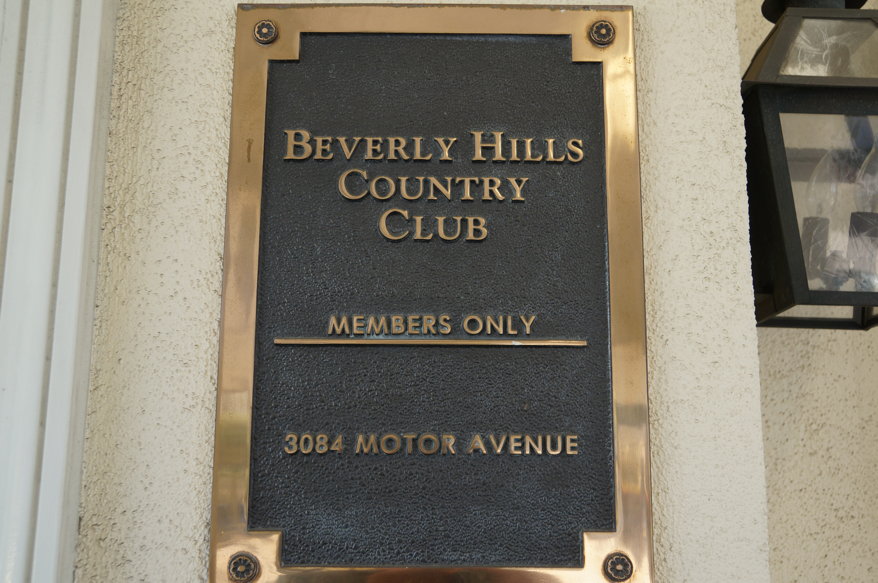 BEVERLY HILLS
COUNTRY
CLUB
MEMBERS ONLY
3084 MOTOR AVENUE